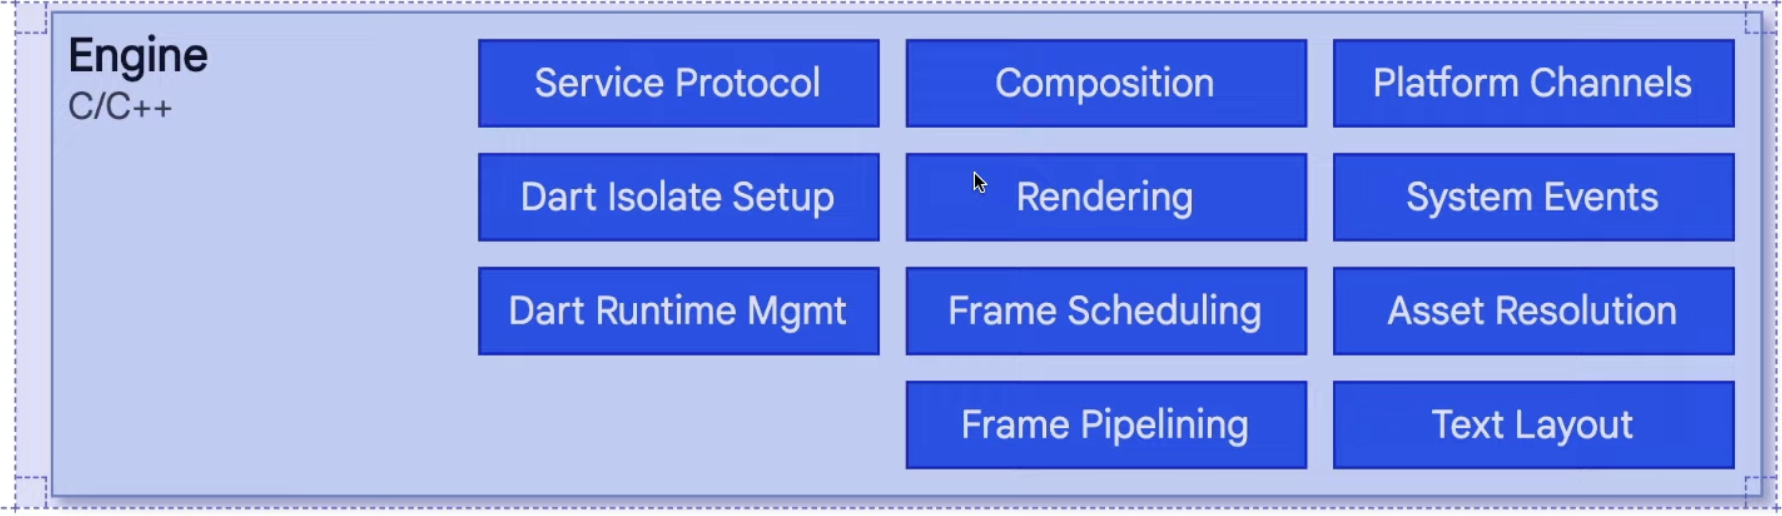 Engine
C/C++
Service Protocol
Composition
Platform Channels
Dart Isolate Setup
Rendering
System Events
Dart Runtime Mgmt
Frame Scheduling
Asset Resolution
Frame Pipelining
Text Layout